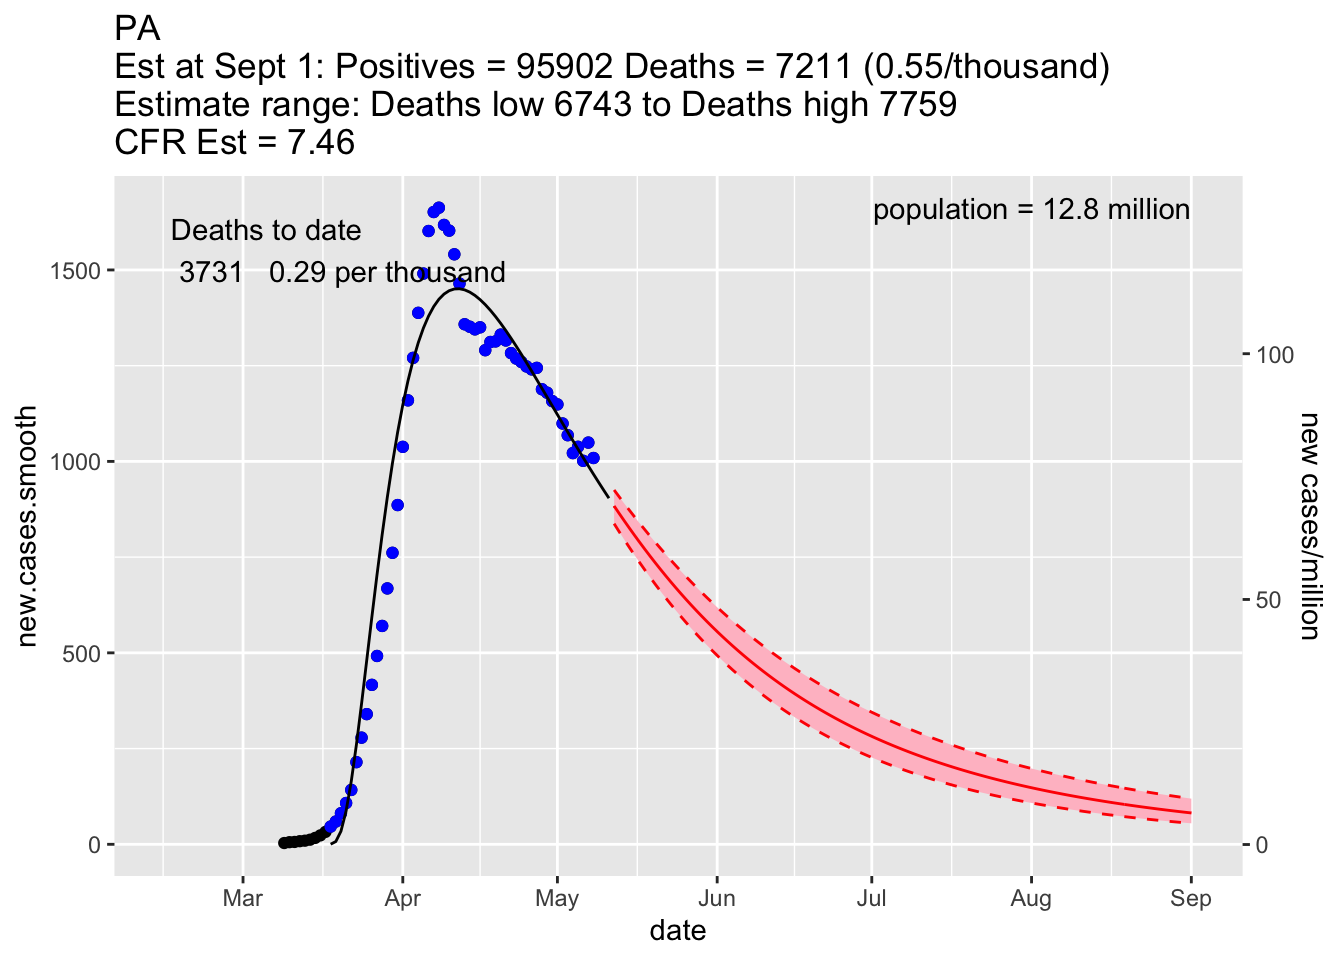 PA
Est at Sept 1: Positives = 95902 Deaths = 7211 (0.55/thousand)
Estimate range: Deaths low 6743 to Deaths high 7759
CFR Est = 7.46
population = 12.8 million
Deaths to date
3731 0.29 per thousand
new.cases.smooth
1500
1000
500
0
100
50
0
new cases/million
Mar Apr May Jun Jul Aug Sep
date